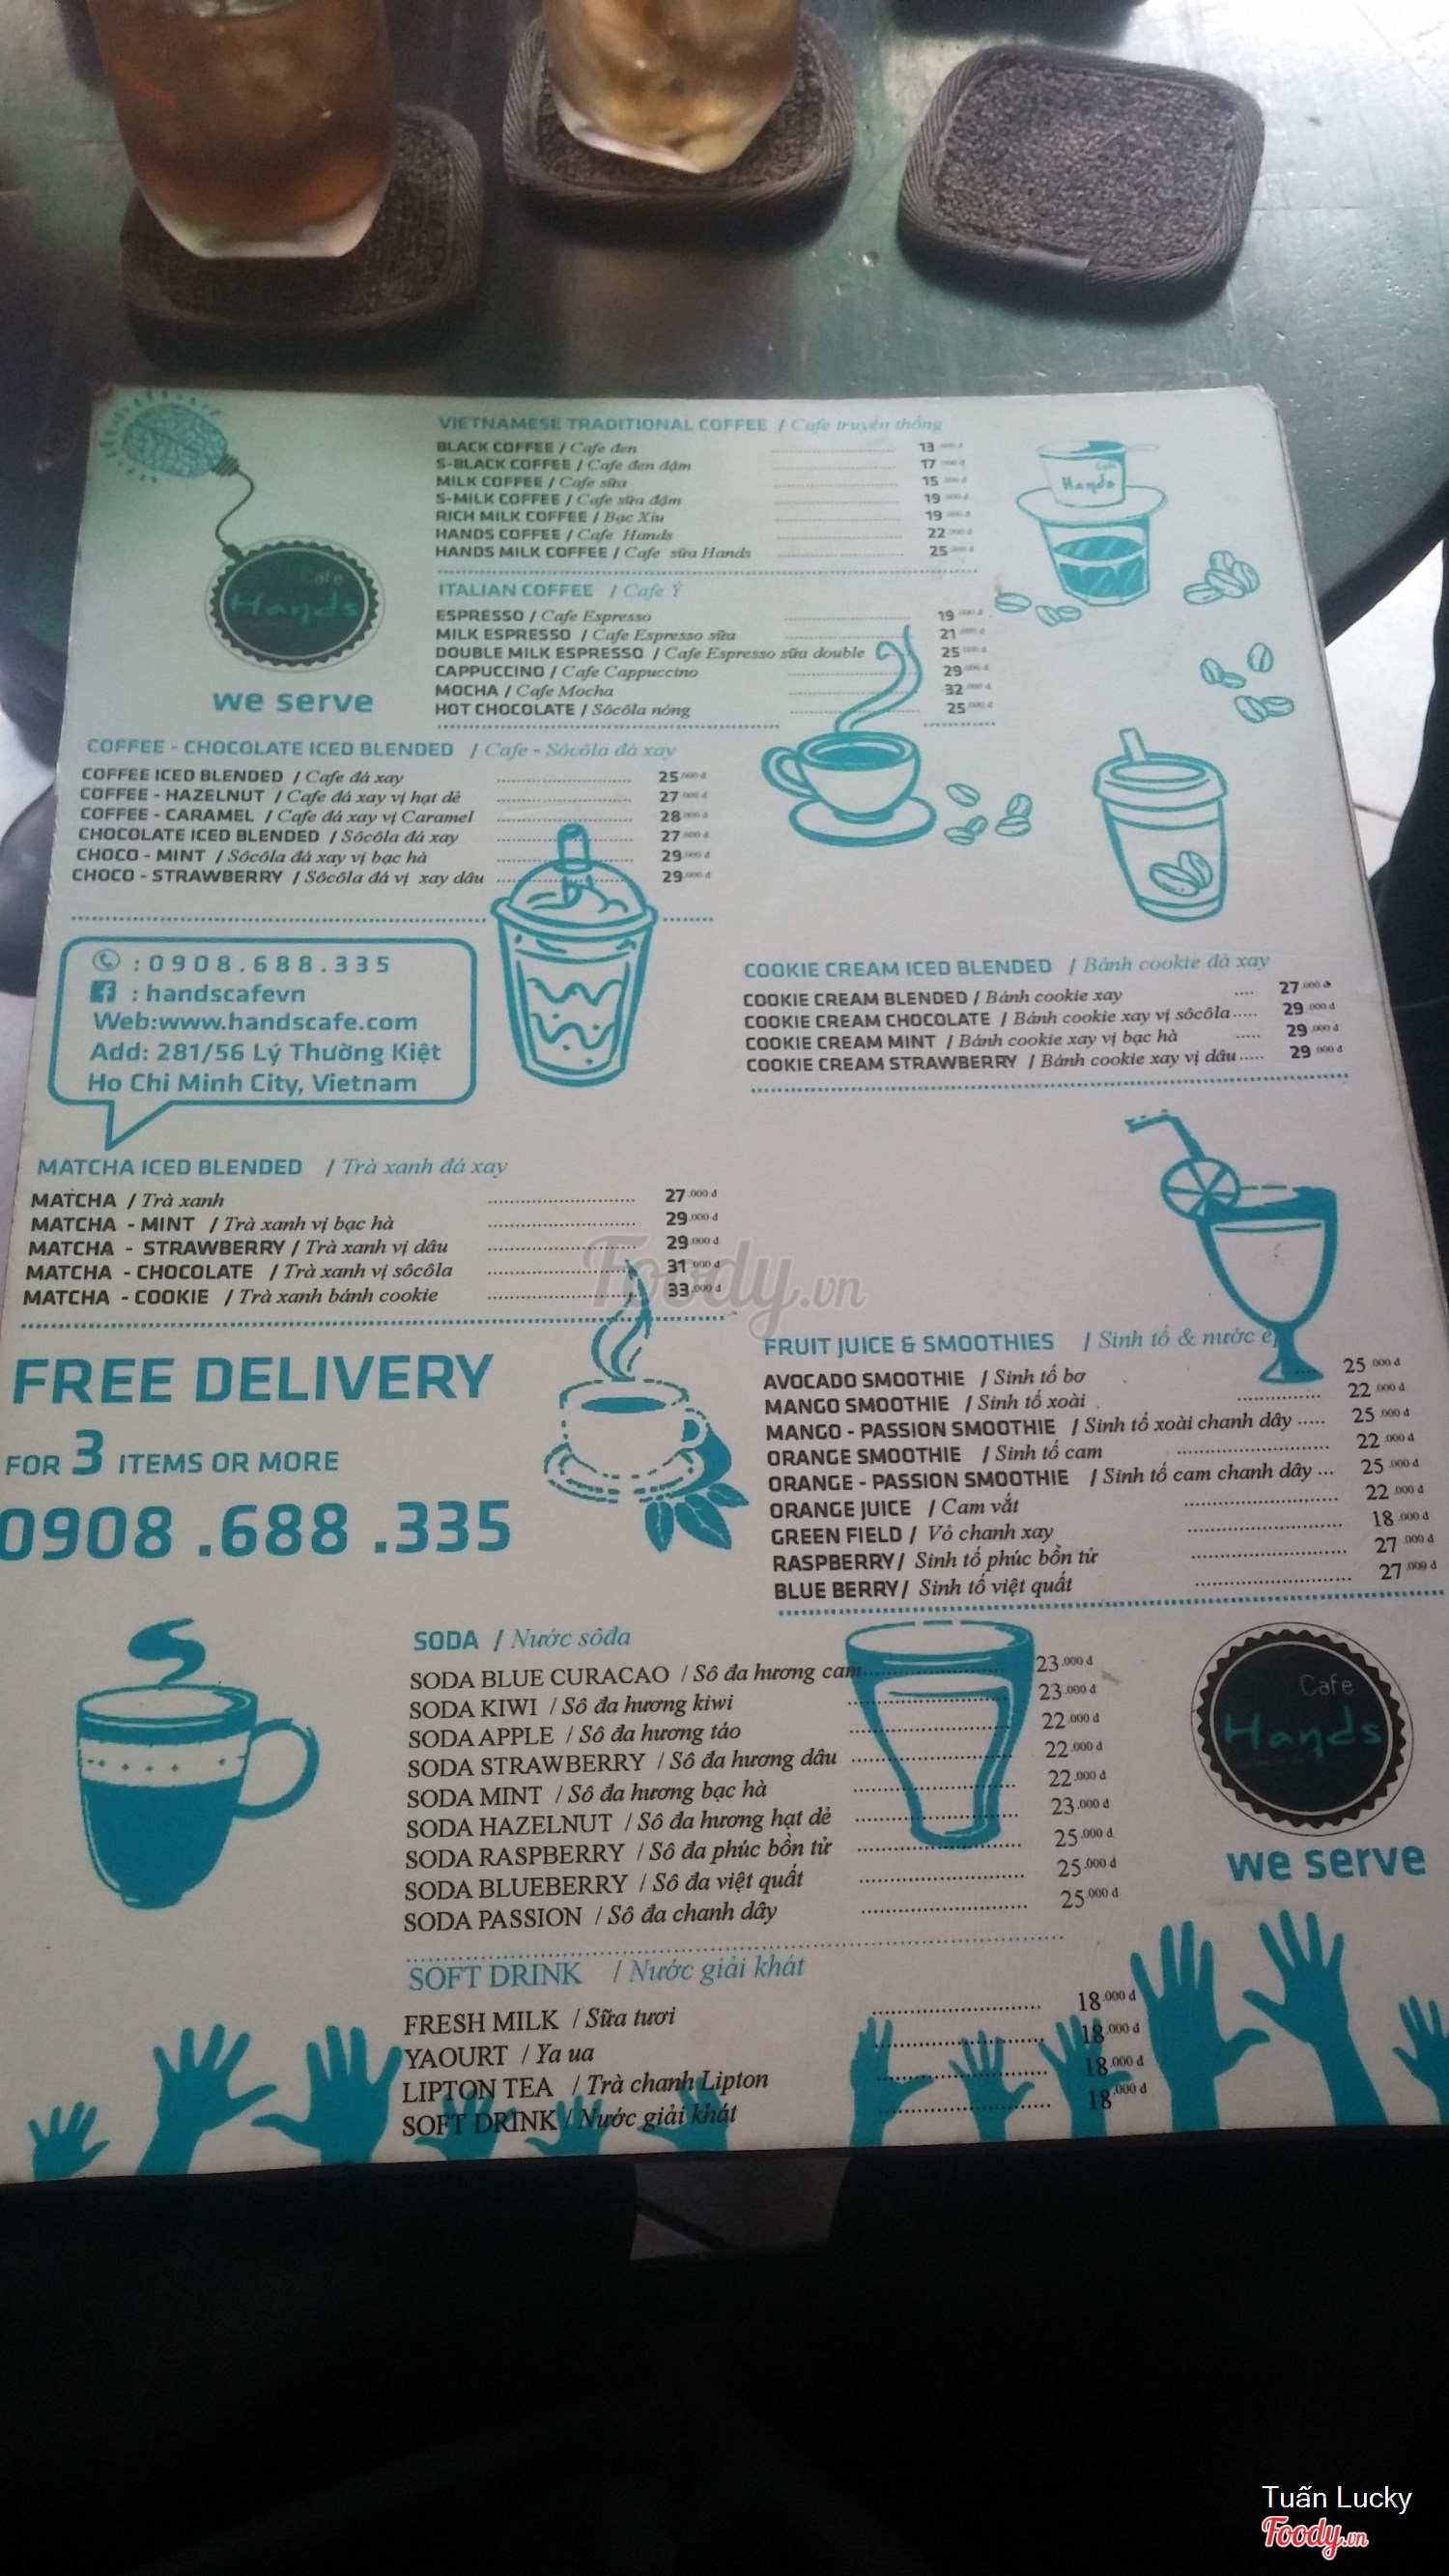 VIETNAMESE TRADITIONAL COFFEE / Cafe truyền thống
BLACK COFFEE / Cafe đen 13.000 đ
S-BLACK COFFEE / Cafe đen đậm 17.000 đ
MILK COFFEE / Cafe sữa 15.000 đ
S-MILK COFFEE / Cafe sữa đậm 19.000 đ
RICH MILK COFFEE / Bạc Xỉu 19.000 đ
HANDS COFFEE / Cafe Hands 22.000 đ
HANDS MILK COFFEE / Cafe sữa Hands 25.000 đ
Cafe
Hands
Cafe
Hands
we serve
ITALIAN COFFEE / Cafe Ý
ESPRESSO / Cafe Espresso 19.000 đ
MILK ESPRESSO / Cafe Espresso sữa 21.000 đ
DOUBLE MILK ESPRESSO / Cafe Espresso sữa double 25.000 đ
CAPPUCCINO / Cafe Cappuccino 29.000 đ
MOCHA / Cafe Mocha 32.000 đ
HOT CHOCOLATE / Sôcôla nóng 25.000 đ
COFFEE - CHOCOLATE ICED BLENDED / Cafe - Sôcôla đá xay
COFFEE ICED BLENDED / Cafe đá xay 25.000 đ
COFFEE - HAZELNUT / Cafe đá xay vị hạt dẻ 27.000 đ
COFFEE - CARAMEL / Cafe đá xay vị Caramel 28.000 đ
CHOCOLATE ICED BLENDED / Sôcôla đá xay 27.000 đ
CHOCO - MINT / Sôcôla đá xay vị bạc hà 29.000 đ
CHOCO - STRAWBERRY / Sôcôla đá vị xay dâu 29.000 đ
: 0908.688.335
: handscafevn
Web:www.handscafe.com
Add: 281/56 Lý Thường Kiệt
Ho Chi Minh City, Vietnam
COOKIE CREAM ICED BLENDED / Bánh cookie đá xay
COOKIE CREAM BLENDED / Bánh cookie xay 27.000 đ
COOKIE CREAM CHOCOLATE / Bánh cookie xay vị sôcôla 29.000 đ
COOKIE CREAM MINT / Bánh cookie xay vị bạc hà 29.000 đ
COOKIE CREAM STRAWBERRY / Bánh cookie xay vị dâu 29.000 đ
MATCHA ICED BLENDED / Trà xanh đá xay
MATCHA / Trà xanh 27.000 đ
MATCHA - MINT / Trà xanh vị bạc hà 29.000 đ
MATCHA - STRAWBERRY / Trà xanh vị dâu 29.000 đ
MATCHA - CHOCOLATE / Trà xanh vị sôcôla 31.000 đ
MATCHA - COOKIE / Trà xanh bánh cookie 33.000 đ
Foody.vn
FREE DELIVERY
FOR 3 ITEMS OR MORE
0908 .688 .335
FRUIT JUICE & SMOOTHIES / Sinh tố & nước é
AVOCADO SMOOTHIE / Sinh tố bơ 25.000 đ
MANGO SMOOTHIE / Sinh tố xoài 22.000 đ
MANGO - PASSION SMOOTHIE / Sinh tố xoài chanh dây 25.000 đ
ORANGE SMOOTHIE / Sinh tố cam 22.000 đ
ORANGE - PASSION SMOOTHIE / Sinh tố cam chanh dây 25.000 đ
ORANGE JUICE / Cam vắt 22.000 đ
GREEN FIELD / Vỏ chanh xay 18.000 đ
RASPBERRY / Sinh tố phúc bồn tử 27.000 đ
BLUE BERRY / Sinh tố việt quất 27.000 đ
SODA / Nước sôđa
SODA BLUE CURACAO / Sô đa hương cam 23.000 đ
SODA KIWI / Sô đa hương kiwi 23.000 đ
SODA APPLE / Sô đa hương táo 22.000 đ
SODA STRAWBERRY / Sô đa hương dâu 22.000 đ
SODA MINT / Sô đa hương bạc hà 22.000 đ
SODA HAZELNUT / Sô đa hương hạt dẻ 23.000 đ
SODA RASPBERRY / Sô đa phúc bồn tử 25.000 đ
SODA BLUEBERRY / Sô đa việt quất 25.000 đ
SODA PASSION / Sô đa chanh dây 25.000 đ
Cafe
Hands
we serve
SOFT DRINK / Nước giải khát
FRESH MILK / Sữa tươi 18.000 đ
YAOURT / Ya ua 18.000 đ
LIPTON TEA / Trà chanh Lipton 18.000 đ
SOFT DRINK / Nước giải khát 18.000 đ
Tuấn Lucky
Foody.vn